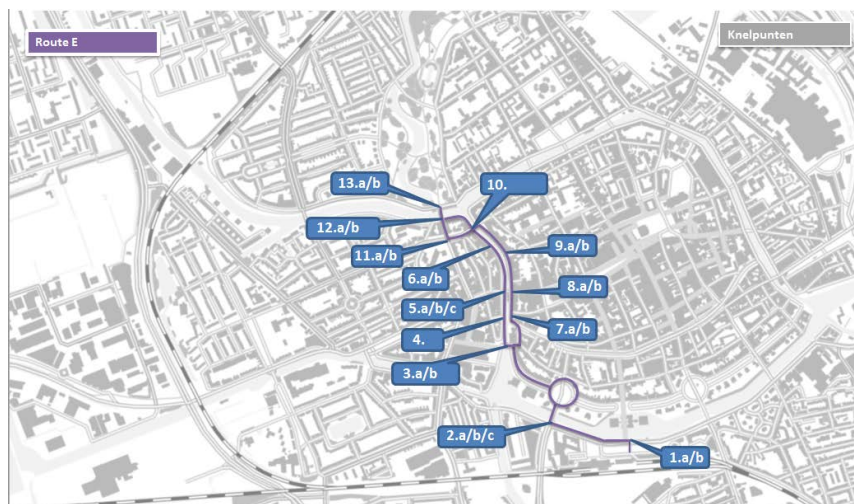 Route E
Knelpunten
13.a/b
10.
12.a/b
11.a/b
9.a/b
6.a/b
8.a/b
5.a/b/c
7.a/b
4.
3.a/b
2.a/b/c
1.a/b